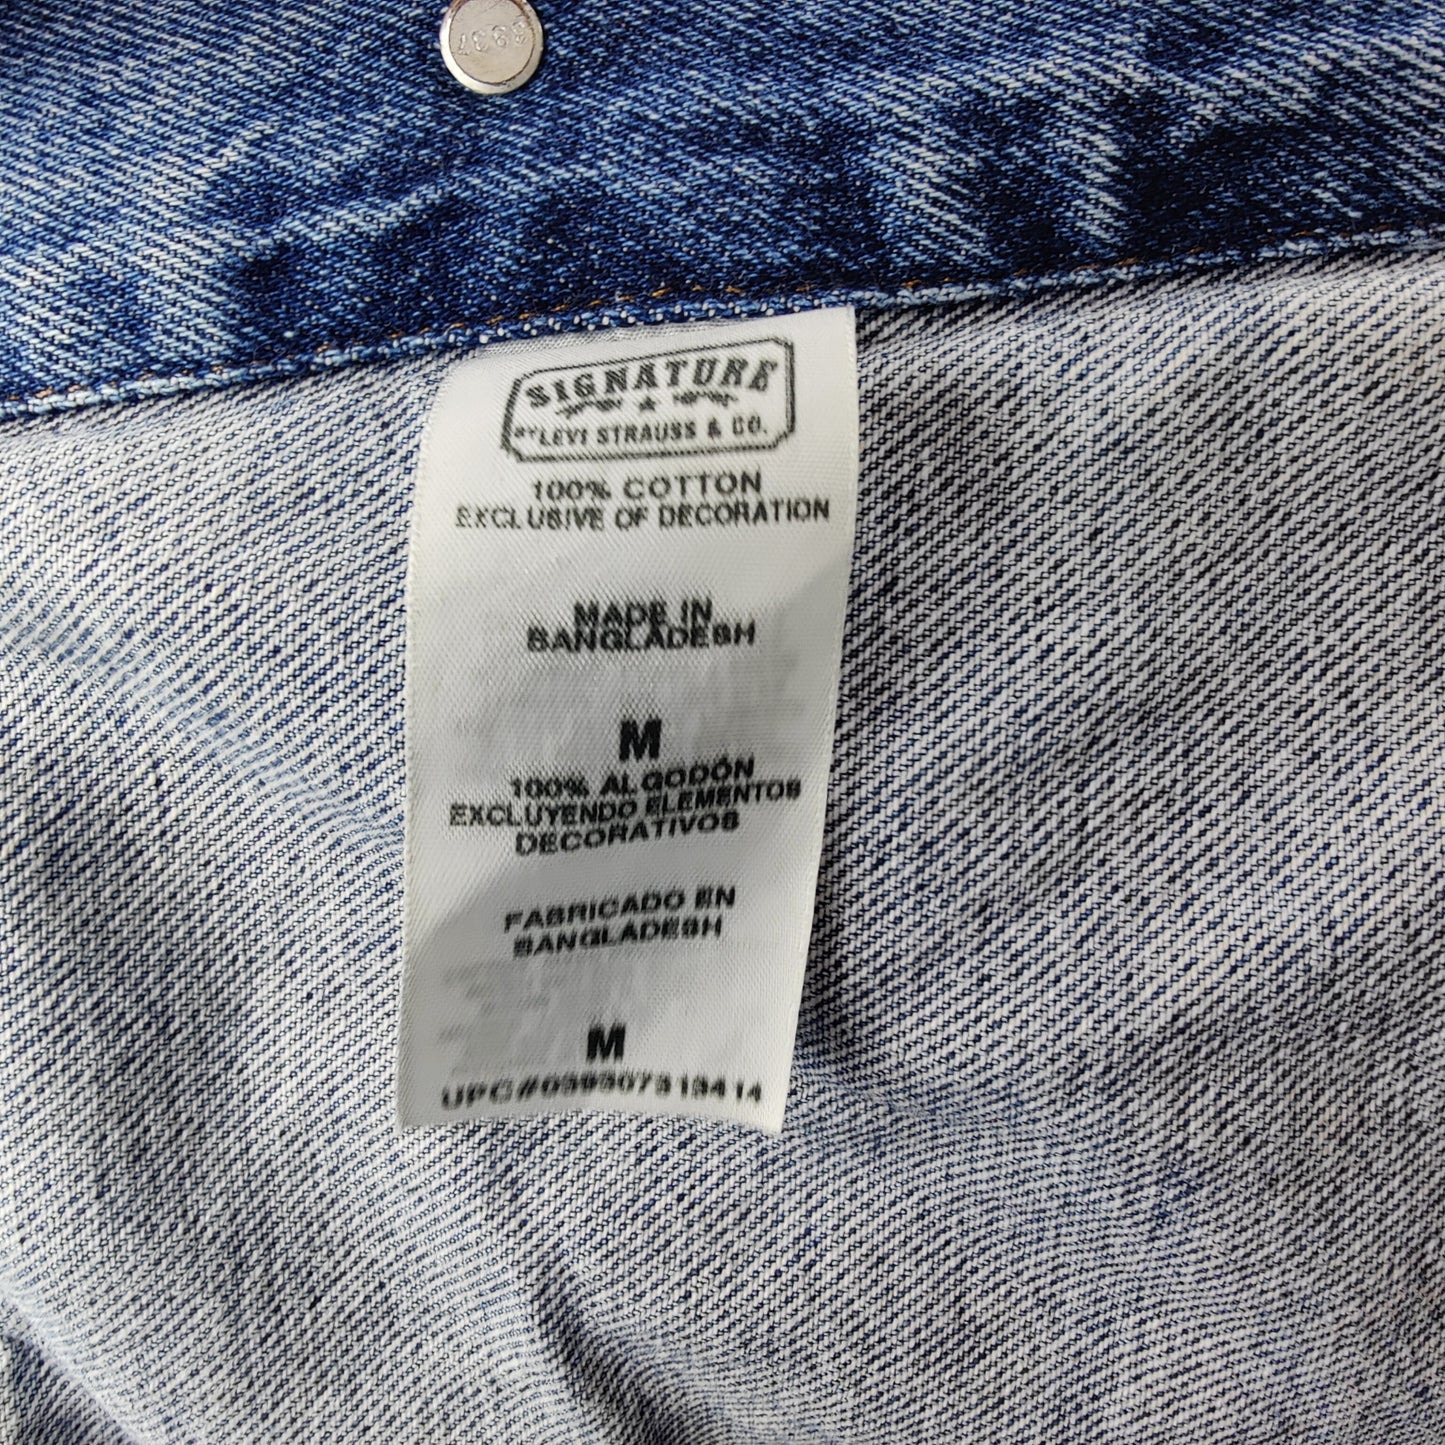 6937
SIGNATURE
BY LEVI STRAUSS & CO.
100% COTTON
EXCLUSIVE OF DECORATION
MADE IN
BANGLADESH
M
100% ALGODÓN
EXCLUYENDO ELEMENTOS
DECORATIVOS
FABRICADO EN
BANGLADESH
M